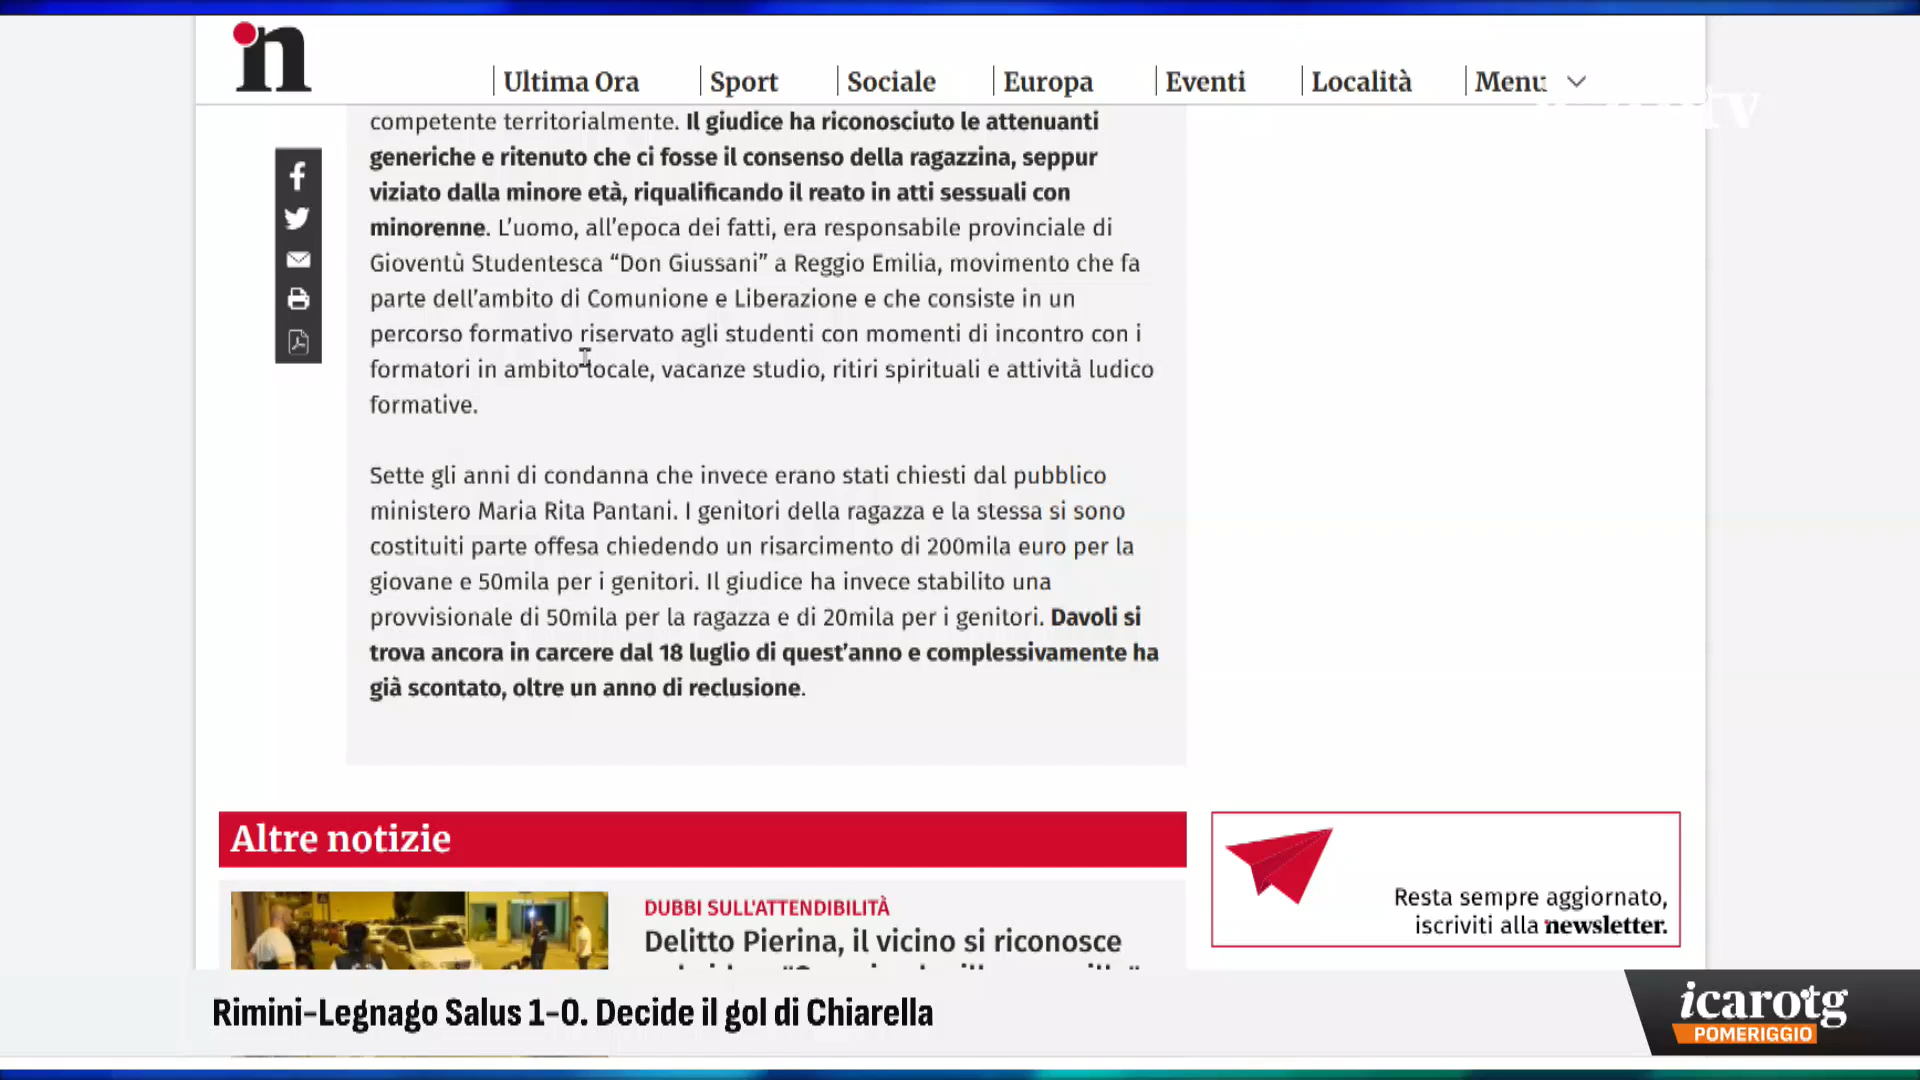 n
Ultima Ora
Sport
Sociale
Europa
Eventi
Località
Menu
tv
competente territorialmente. Il giudice ha riconosciuto le attenuanti
generiche e ritenuto che ci fosse il consenso della ragazzina, seppur
viziato dalla minore età, riqualificando il reato in atti sessuali con
minorenne. L’uomo, all’epoca dei fatti, era responsabile provinciale di
Gioventù Studentesca “Don Giussani” a Reggio Emilia, movimento che fa
parte dell’ambito di Comunione e Liberazione e che consiste in un
percorso formativo riservato agli studenti con momenti di incontro con i
formatori in ambito locale, vacanze studio, ritiri spirituali e attività ludico
formative.
Sette gli anni di condanna che invece erano stati chiesti dal pubblico
ministero Maria Rita Pantani. I genitori della ragazza e la stessa si sono
costituiti parte offesa chiedendo un risarcimento di 200mila euro per la
giovane e 50mila per i genitori. Il giudice ha invece stabilito una
provvisionale di 50mila per la ragazza e di 20mila per i genitori. Davoli si
trova ancora in carcere dal 18 luglio di quest’anno e complessivamente ha
già scontato, oltre un anno di reclusione.
Altre notizie
DUBBI SULL'ATTENDIBILITÀ
Delitto Pierina, il vicino si riconosce
Resta sempre aggiornato,
iscriviti alla newsletter.
Rimini-Legnago Salus 1-0. Decide il gol di Chiarella
icarotg
POMERIGGIO